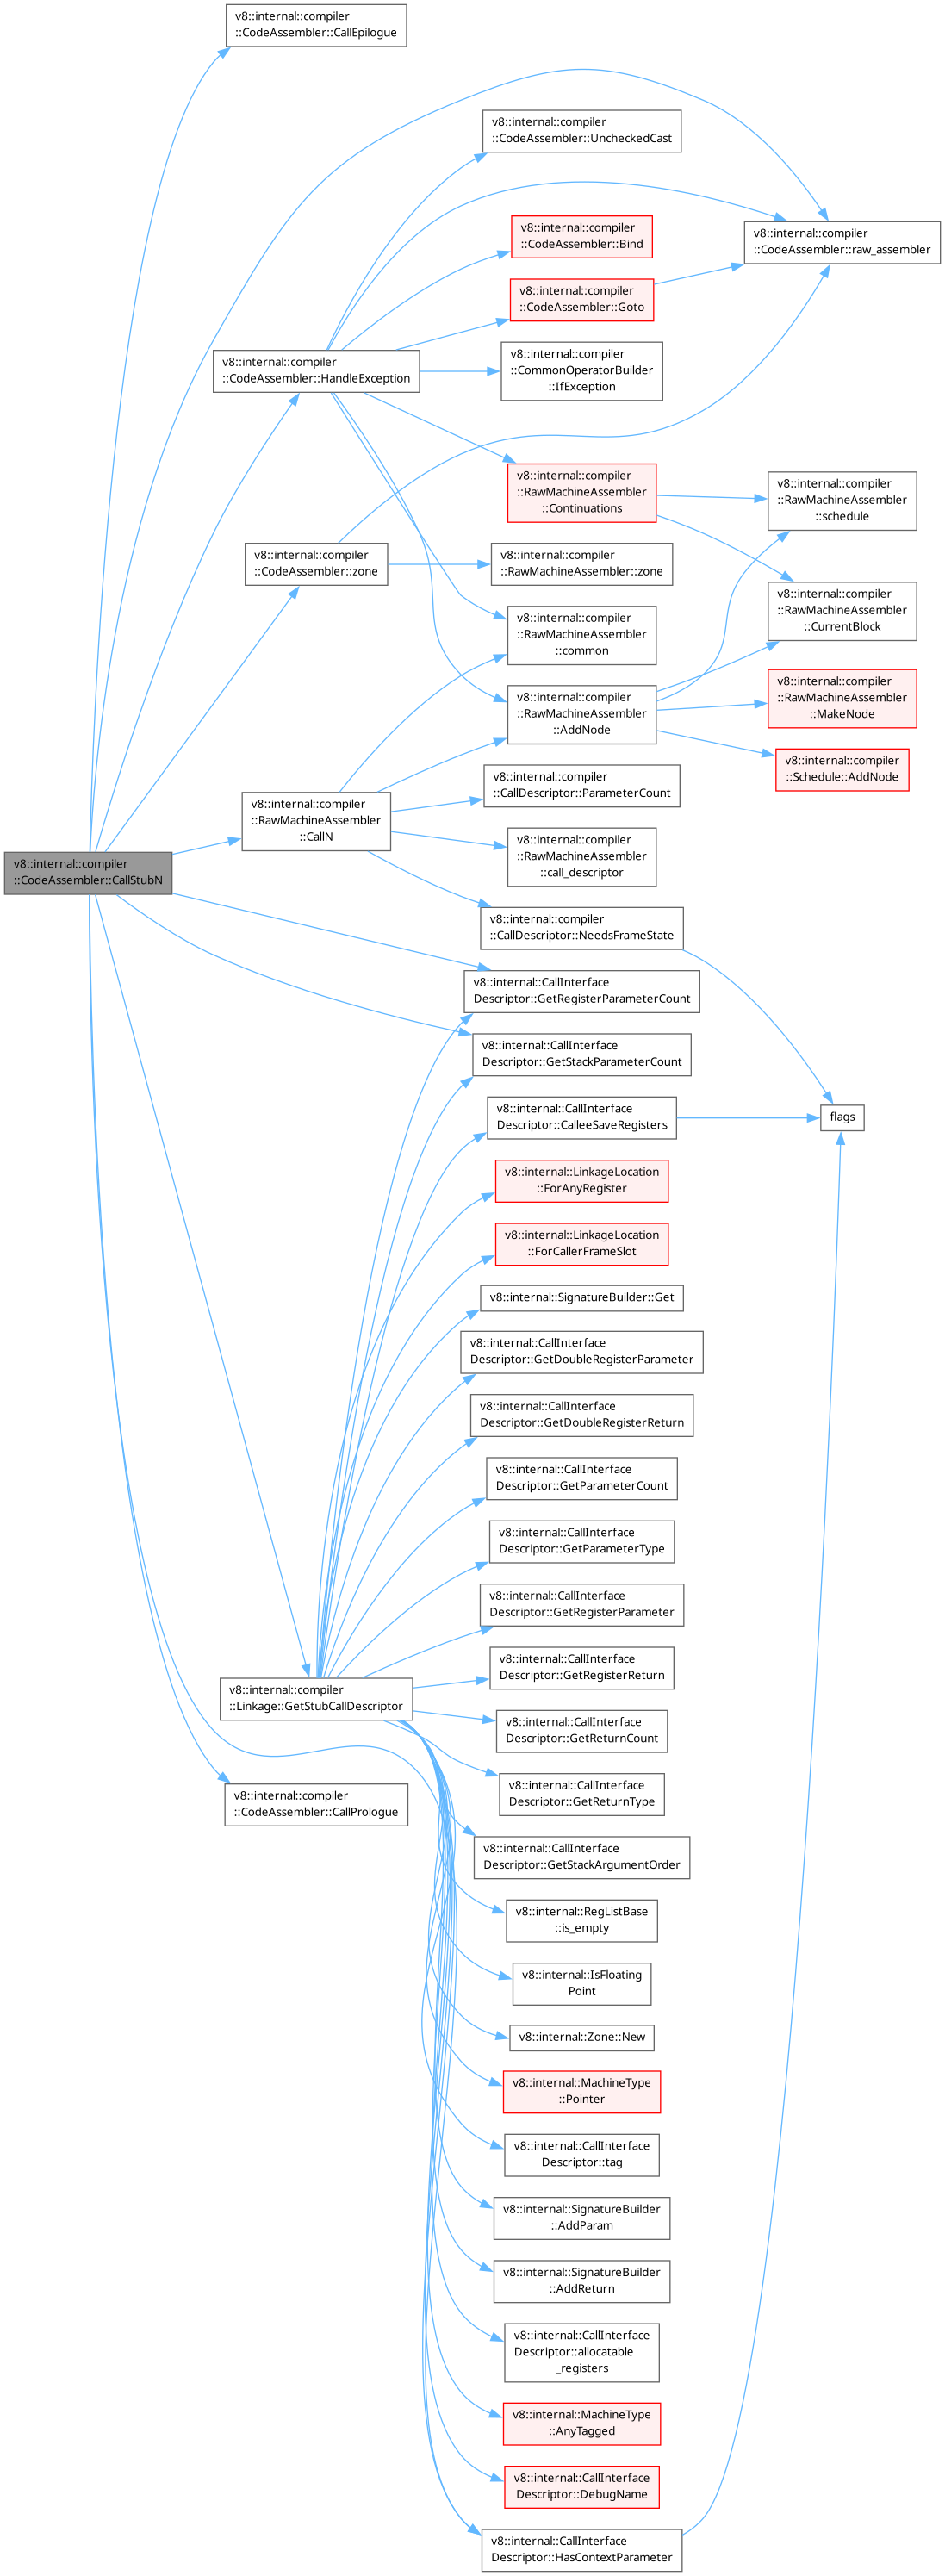 v8::internal::compiler
::CodeAssembler::CallEpilogue
v8::internal::compiler
::CodeAssembler::UncheckedCast
v8::internal::compiler
::CodeAssembler::Bind
v8::internal::compiler
::CodeAssembler::raw_assembler
v8::internal::compiler
::CodeAssembler::Goto
v8::internal::compiler
::CodeAssembler::HandleException
v8::internal::compiler
::CommonOperatorBuilder
::IfException
v8::internal::compiler
::RawMachineAssembler
::Continuations
v8::internal::compiler
::RawMachineAssembler
::schedule
v8::internal::compiler
::CodeAssembler::zone
v8::internal::compiler
::RawMachineAssembler::zone
v8::internal::compiler
::RawMachineAssembler
::CurrentBlock
v8::internal::compiler
::RawMachineAssembler
::common
v8::internal::compiler
::RawMachineAssembler
::AddNode
v8::internal::compiler
::RawMachineAssembler
::MakeNode
v8::internal::compiler
::Schedule::AddNode
v8::internal::compiler
::CallDescriptor::ParameterCount
v8::internal::compiler
::RawMachineAssembler
::CallN
v8::internal::compiler
::RawMachineAssembler
::call_descriptor
v8::internal::compiler
::CodeAssembler::CallStubN
v8::internal::compiler
::CallDescriptor::NeedsFrameState
v8::internal::CallInterface
Descriptor::GetRegisterParameterCount
v8::internal::CallInterface
Descriptor::GetStackParameterCount
v8::internal::CallInterface
Descriptor::CalleeSaveRegisters
flags
v8::internal::LinkageLocation
::ForAnyRegister
v8::internal::LinkageLocation
::ForCallerFrameSlot
v8::internal::SignatureBuilder::Get
v8::internal::CallInterface
Descriptor::GetDoubleRegisterParameter
v8::internal::CallInterface
Descriptor::GetDoubleRegisterReturn
v8::internal::CallInterface
Descriptor::GetParameterCount
v8::internal::CallInterface
Descriptor::GetParameterType
v8::internal::CallInterface
Descriptor::GetRegisterParameter
v8::internal::CallInterface
Descriptor::GetRegisterReturn
v8::internal::compiler
::Linkage::GetStubCallDescriptor
v8::internal::CallInterface
Descriptor::GetReturnCount
v8::internal::CallInterface
Descriptor::GetReturnType
v8::internal::compiler
::CodeAssembler::CallPrologue
v8::internal::CallInterface
Descriptor::GetStackArgumentOrder
v8::internal::RegListBase
::is_empty
v8::internal::IsFloating
Point
v8::internal::Zone::New
v8::internal::MachineType
::Pointer
v8::internal::CallInterface
Descriptor::tag
v8::internal::SignatureBuilder
::AddParam
v8::internal::SignatureBuilder
::AddReturn
v8::internal::CallInterface
Descriptor::allocatable
_registers
v8::internal::MachineType
::AnyTagged
v8::internal::CallInterface
Descriptor::DebugName
v8::internal::CallInterface
Descriptor::HasContextParameter